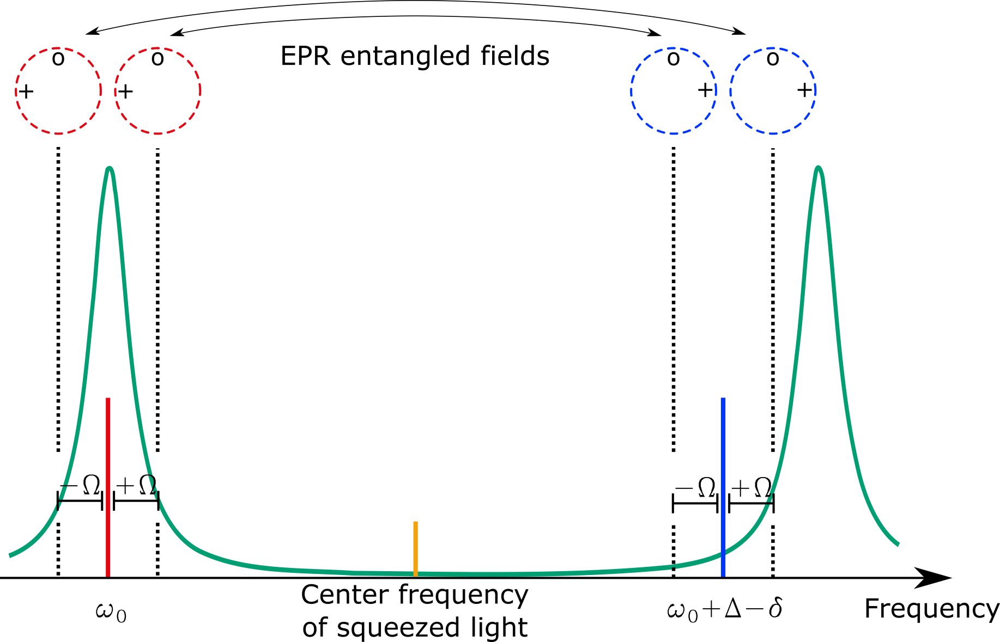 o o EPR entangled fields o o
+ + + +
−Ω +Ω −Ω +Ω
Center frequency
of squeezed light
ω₀ ω₀+Δ−δ Frequency